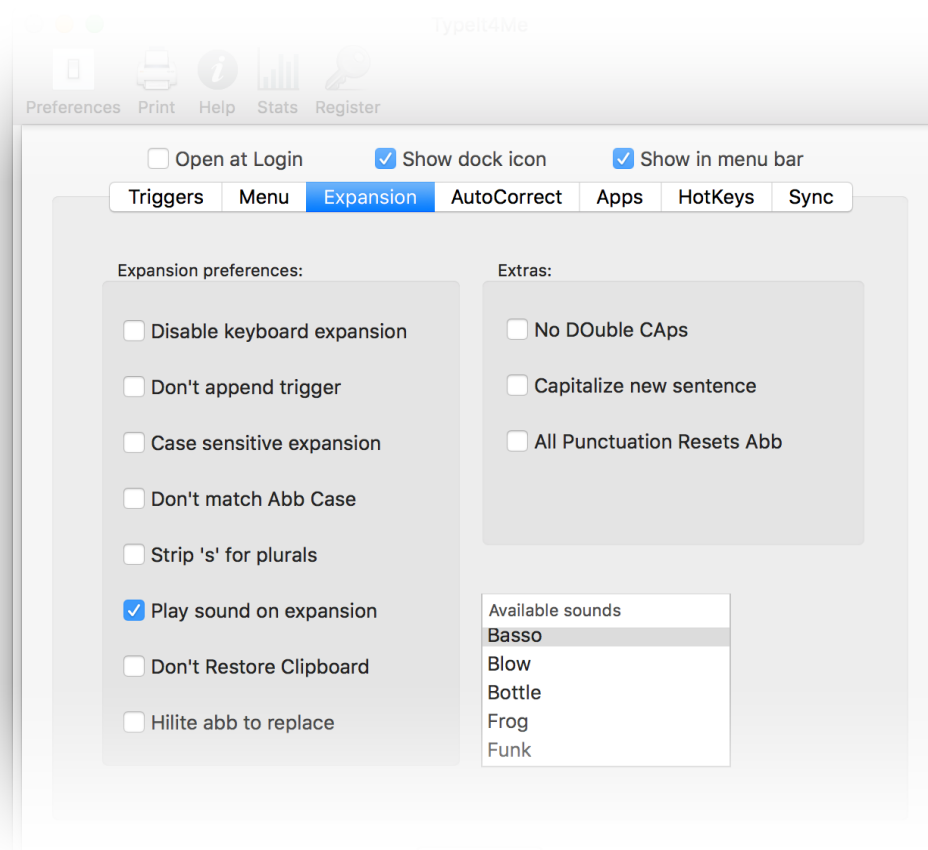 TypeIt4Me
Preferences Print Help Stats Register
Open at Login Show dock icon Show in menu bar
Triggers Menu Expansion AutoCorrect Apps HotKeys Sync
Expansion preferences:
Disable keyboard expansion
Don't append trigger
Case sensitive expansion
Don't match Abb Case
Strip 's' for plurals
Play sound on expansion
Don't Restore Clipboard
Hilite abb to replace
Extras:
No DOuble CAps
Capitalize new sentence
All Punctuation Resets Abb
Available sounds
Basso
Blow
Bottle
Frog
Funk